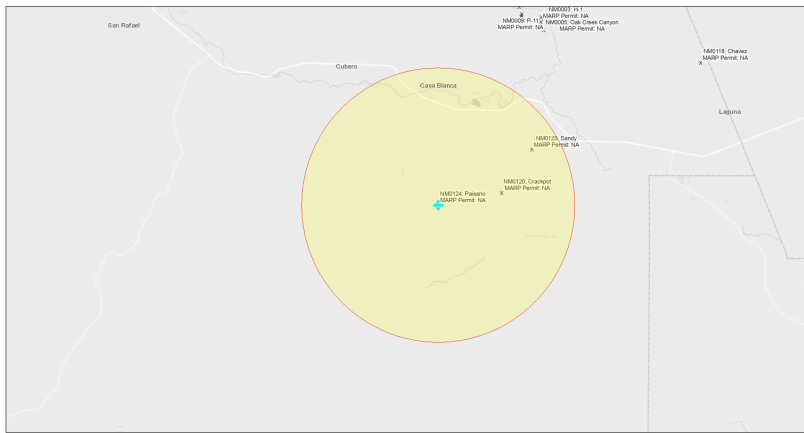 NM0003: H-1
MARP Permit: NA
NM0009: P-11
MARP Permit: NA
NM0005: Oak Creek Canyon
MARP Permit: NA
San Rafael
NM0118: Chavez
MARP Permit: NA
Cubero
Casa Blanca
Laguna
NM0125: Sandy
MARP Permit: NA
NM0120: Crackpot
MARP Permit: NA
NM0124: Paisano
MARP Permit: NA